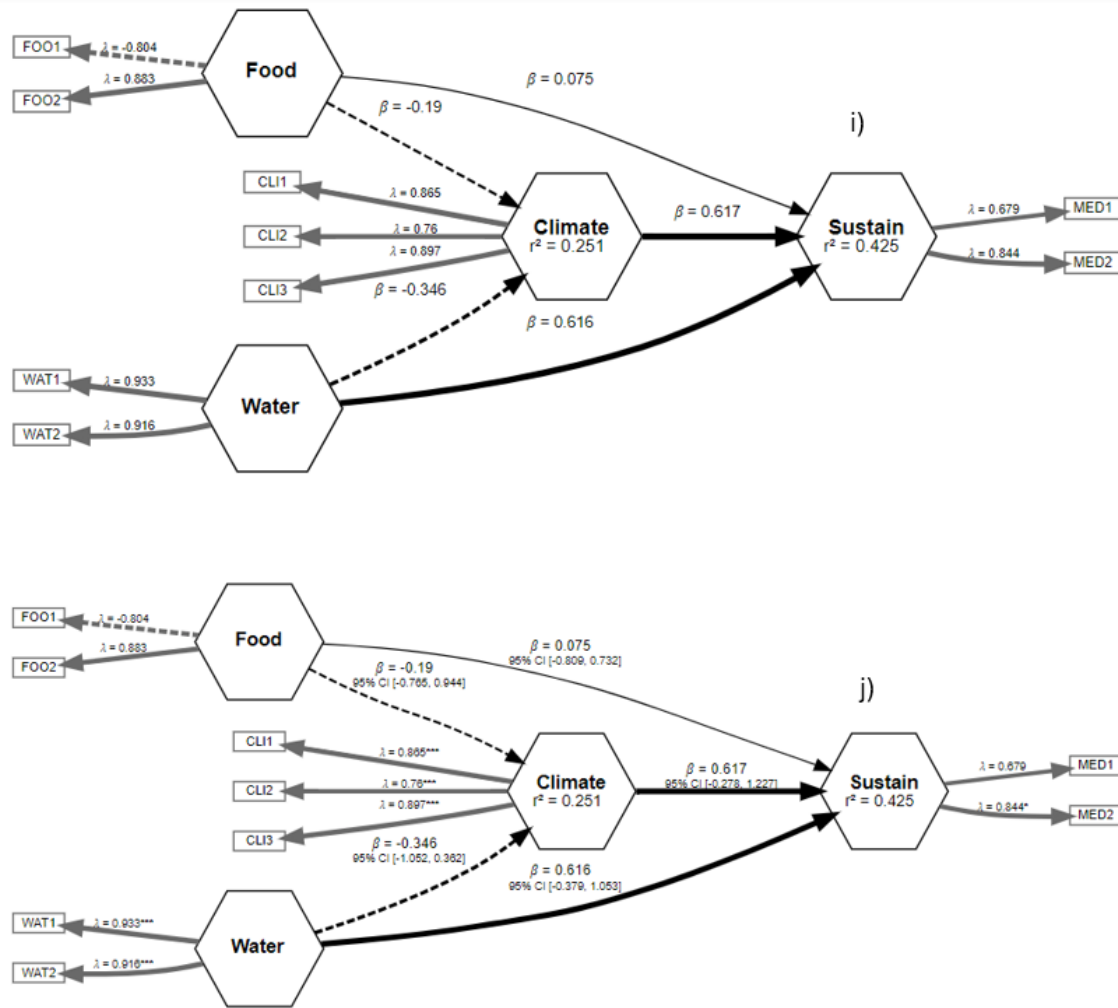 FOO1
λ = -0.804
Food
FOO2
λ = 0.883
β = 0.075
β = -0.19
i)
CLI1
λ = 0.865
CLI2
λ = 0.76
Climate
r² = 0.251
β = 0.617
Sustain
r² = 0.425
λ = 0.679
MED1
λ = 0.844
MED2
CLI3
λ = 0.897
β = -0.346
β = 0.616
WAT1
λ = 0.933
Water
WAT2
λ = 0.916
FOO1
λ = -0.804
Food
FOO2
λ = 0.883
β = 0.075
95% CI [-0.809, 0.732]
β = -0.19
95% CI [-0.765, 0.944]
j)
CLI1
λ = 0.865***
CLI2
λ = 0.76***
Climate
r² = 0.251
β = 0.617
95% CI [-0.278, 1.227]
Sustain
r² = 0.425
λ = 0.679
MED1
λ = 0.844*
MED2
CLI3
λ = 0.897***
β = -0.346
95% CI [-1.052, 0.362]
β = 0.616
95% CI [-0.379, 1.053]
WAT1
λ = 0.933***
Water
WAT2
λ = 0.916***